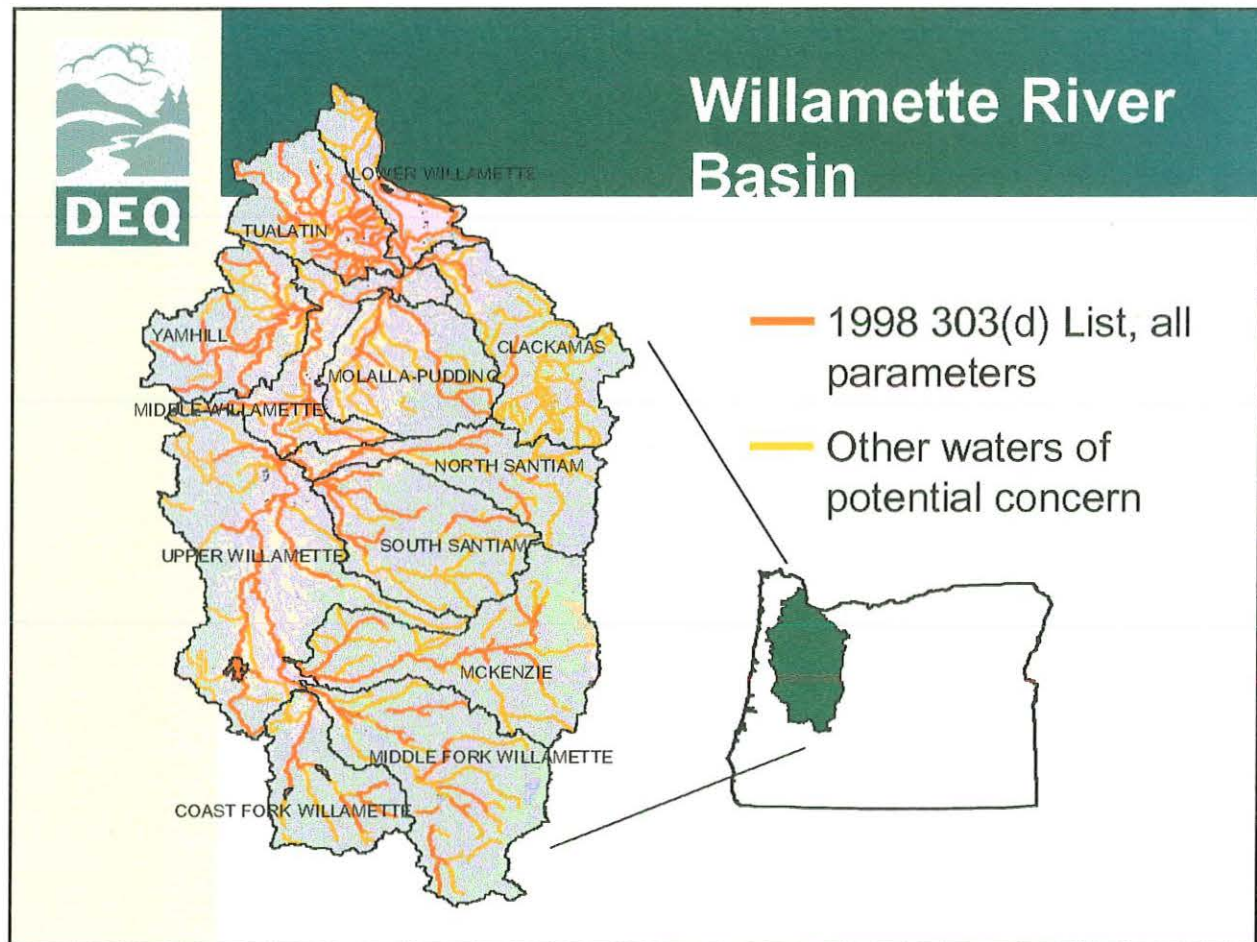 DEQ
Willamette River
Basin
LOWER WILLAMETTE
TUALATIN
YAMHILL
CLACKAMAS
MOLALLA-PUDDING
MIDDLE WILLAMETTE
NORTH SANTIAM
UPPER WILLAMETTE
SOUTH SANTIAM
MCKENZIE
MIDDLE FORK WILLAMETTE
COAST FORK WILLAMETTE
1998 303(d) List, all
parameters
Other waters of
potential concern